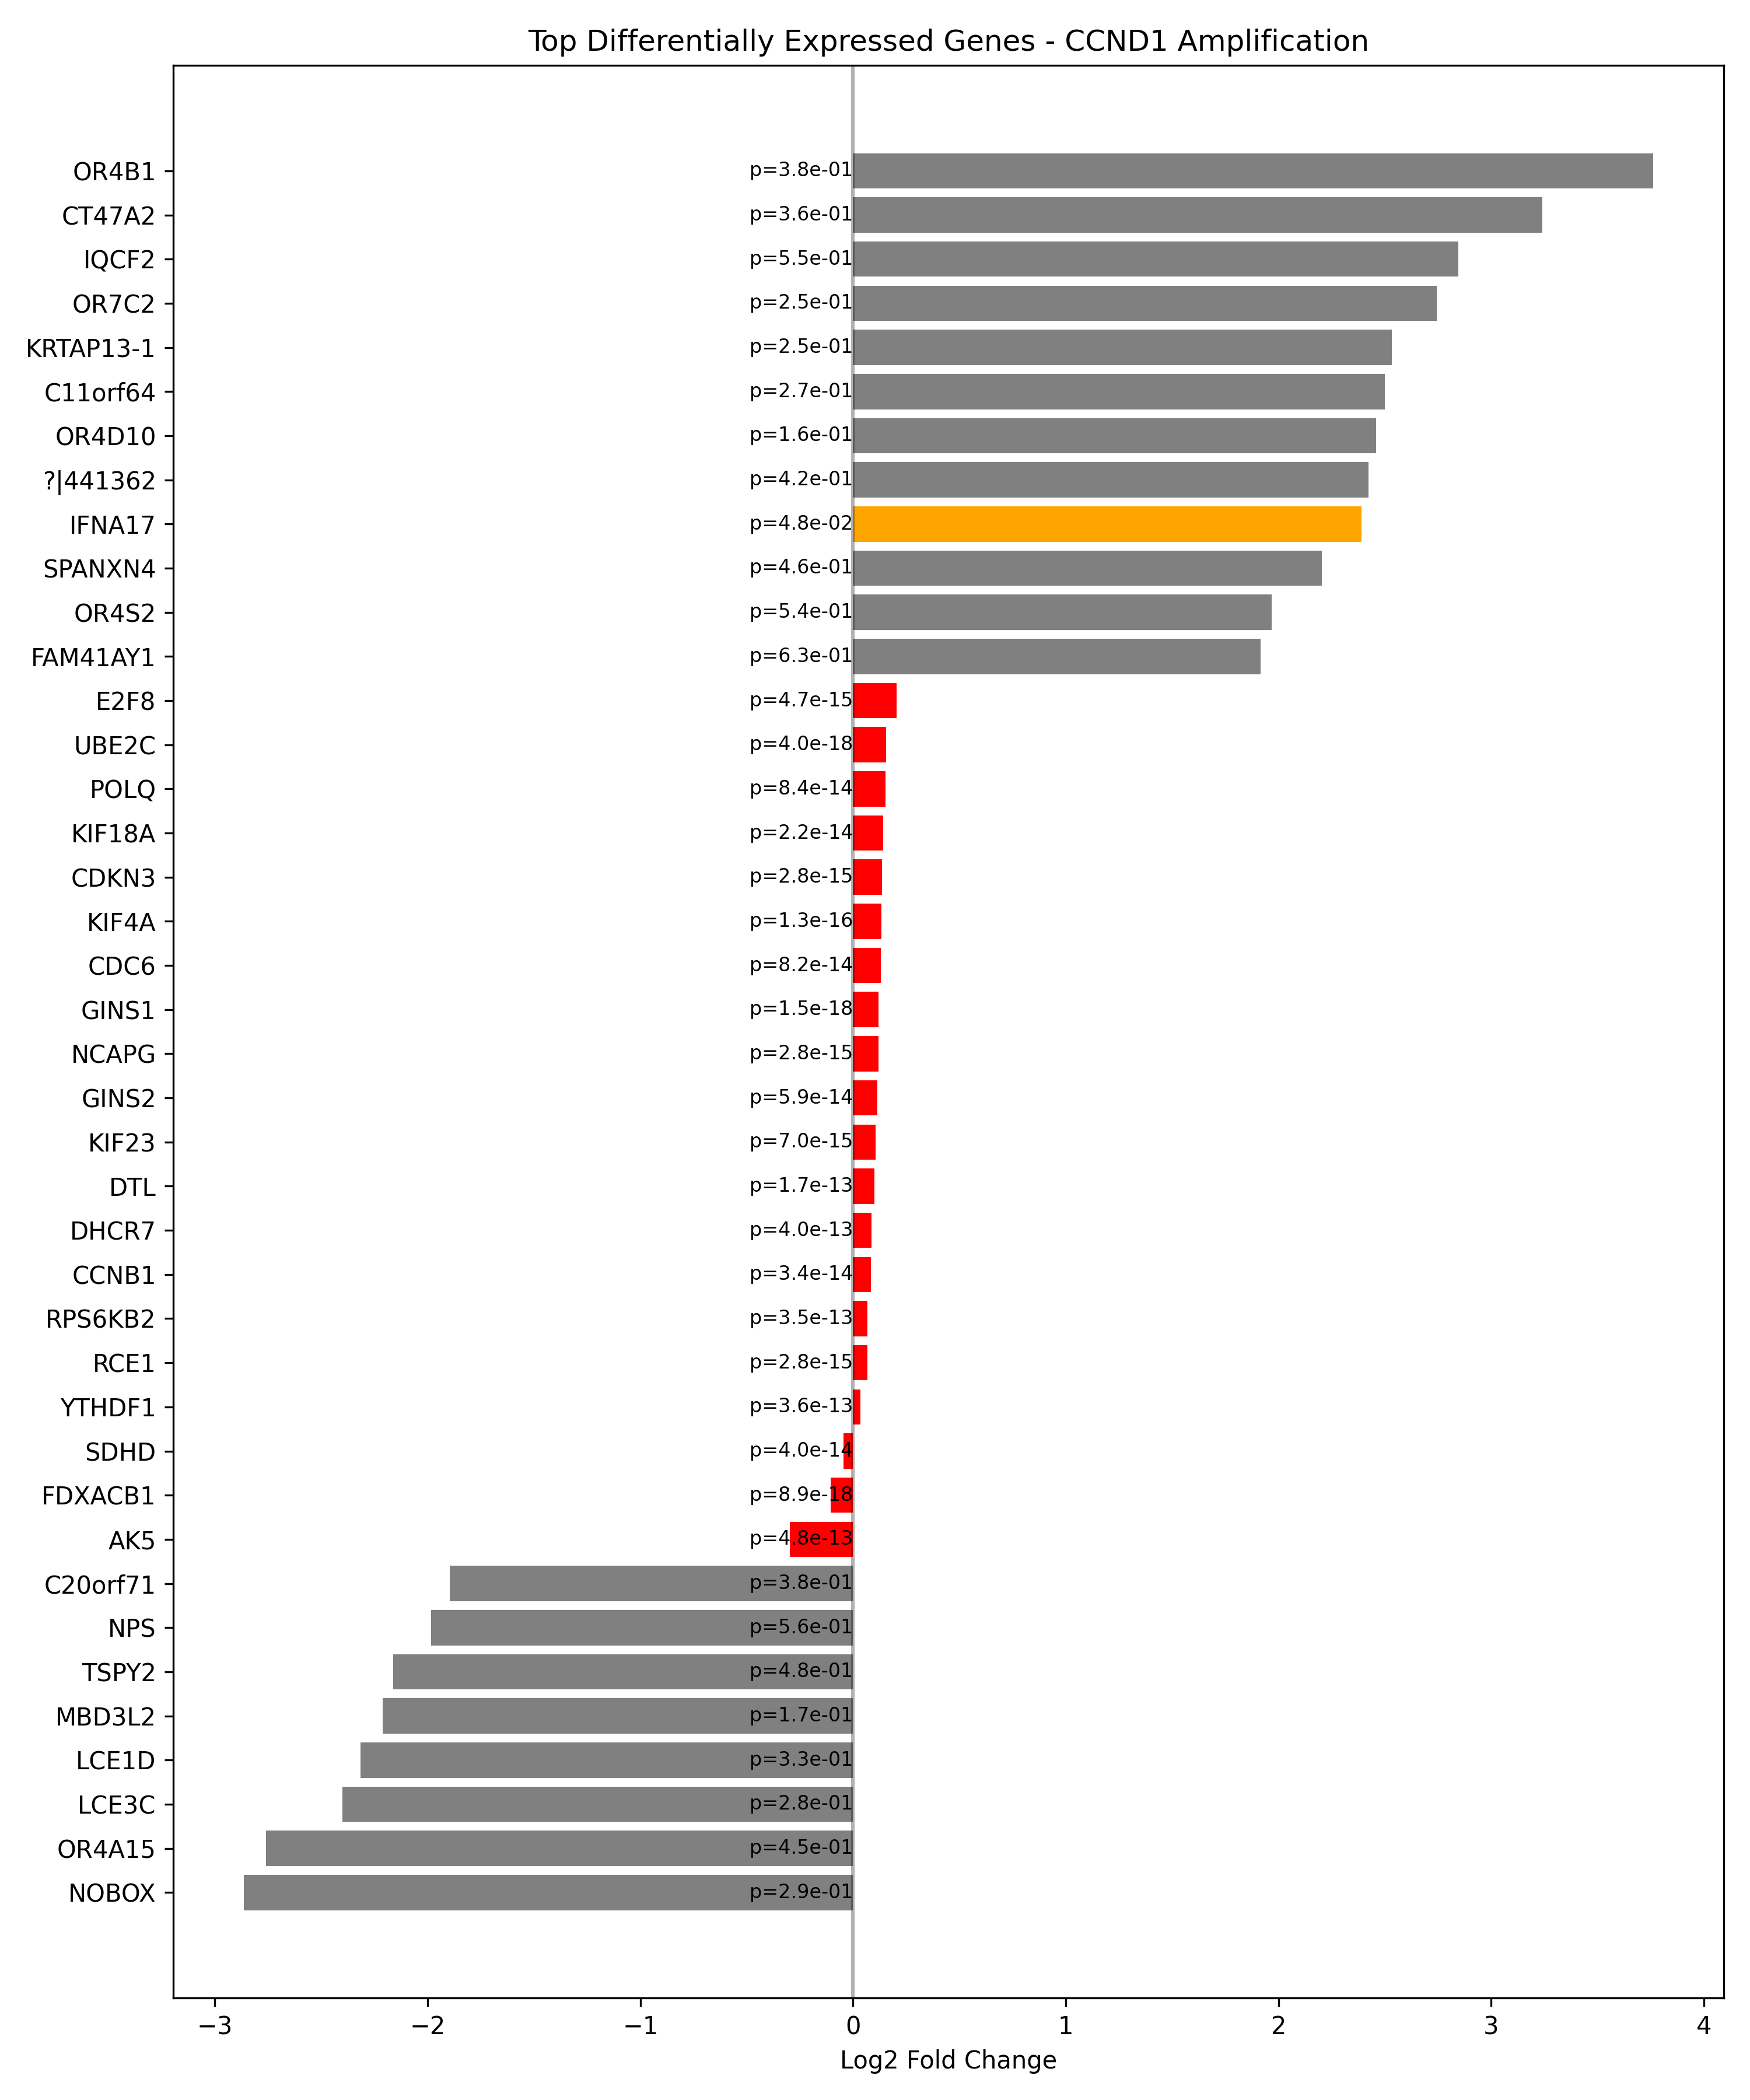 Top Differentially Expressed Genes - CCND1 Amplification
OR4B1 p=3.8e-01
CT47A2 p=3.6e-01
IQCF2 p=5.5e-01
OR7C2 p=2.5e-01
KRTAP13-1 p=2.5e-01
C11orf64 p=2.7e-01
OR4D10 p=1.6e-01
?|441362 p=4.2e-01
IFNA17 p=4.8e-02
SPANXN4 p=4.6e-01
OR4S2 p=5.4e-01
FAM41AY1 p=6.3e-01
E2F8 p=4.7e-15
UBE2C p=4.0e-18
POLQ p=8.4e-14
KIF18A p=2.2e-14
CDKN3 p=2.8e-15
KIF4A p=1.3e-16
CDC6 p=8.2e-14
GINS1 p=1.5e-18
NCAPG p=2.8e-15
GINS2 p=5.9e-14
KIF23 p=7.0e-15
DTL p=1.7e-13
DHCR7 p=4.0e-13
CCNB1 p=3.4e-14
RPS6KB2 p=3.5e-13
RCE1 p=2.8e-15
YTHDF1 p=3.6e-13
SDHD p=4.0e-14
FDXACB1 p=8.9e-18
AK5 p=4.8e-13
C20orf71 p=3.8e-01
NPS p=5.6e-01
TSPY2 p=4.8e-01
MBD3L2 p=1.7e-01
LCE1D p=3.3e-01
LCE3C p=2.8e-01
OR4A15 p=4.5e-01
NOBOX p=2.9e-01
−3 −2 −1 0 1 2 3 4
Log2 Fold Change